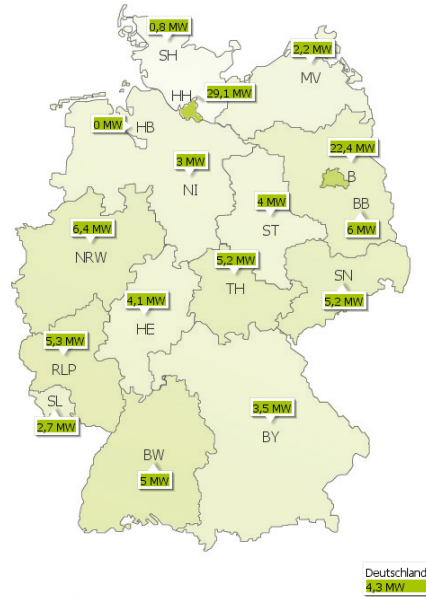 0,8 MW
SH
2,2 MW
MV
HH
29,1 MW
0 MW
HB
22,4 MW
B
3 MW
NI
4 MW
ST
BB
6 MW
6,4 MW
NRW
5,2 MW
TH
SN
5,2 MW
4,1 MW
HE
5,3 MW
RLP
SL
2,7 MW
3,5 MW
BY
BW
5 MW
Deutschland
4,3 MW